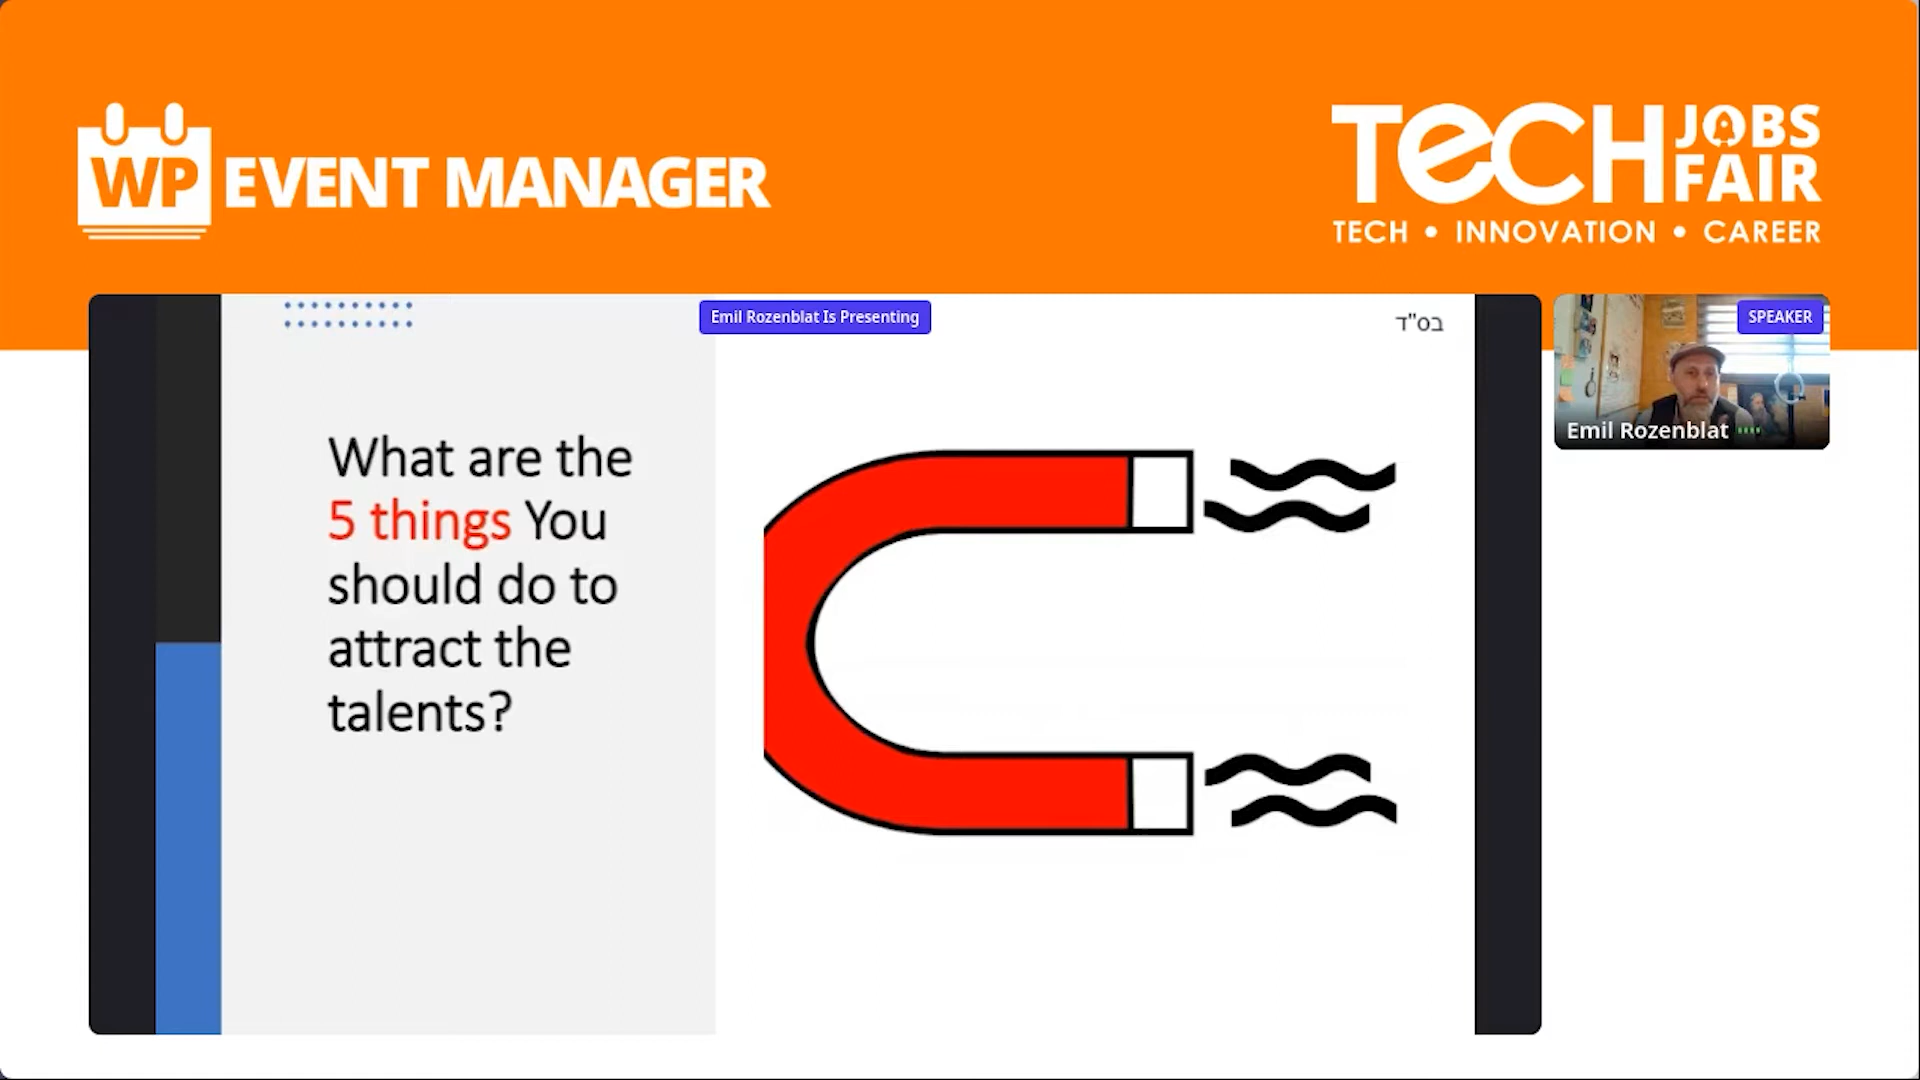 WP EVENT MANAGER
TECH JOBS FAIR
TECH • INNOVATION • CAREER
Emil Rozenblat Is Presenting
בס"ד
SPEAKER
Emil Rozenblat
What are the
5 things You
should do to
attract the
talents?